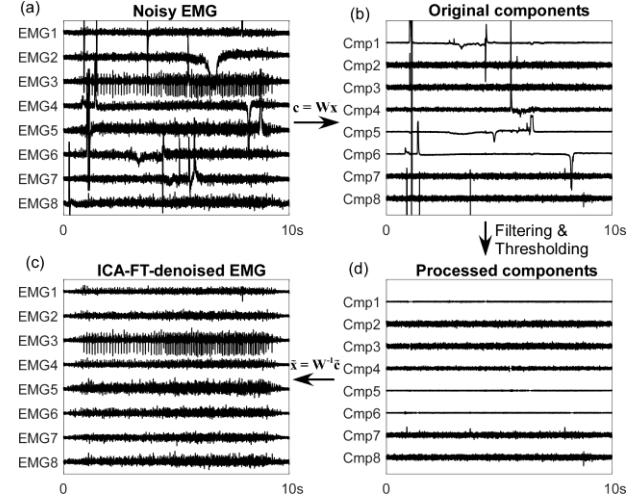 (a)
Noisy EMG
EMG1
EMG2
EMG3
EMG4
EMG5
EMG6
EMG7
EMG8
0
10s
c = Wx
(b)
Original components
Cmp1
Cmp2
Cmp3
Cmp4
Cmp5
Cmp6
Cmp7
Cmp8
0
10s
Filtering &
Thresholding
(c)
ICA-FT-denoised EMG
EMG1
EMG2
EMG3
EMG4
EMG5
EMG6
EMG7
EMG8
0
10s
x̃ = W⁻¹c̃
(d)
Processed components
Cmp1
Cmp2
Cmp3
Cmp4
Cmp5
Cmp6
Cmp7
Cmp8
0
10s